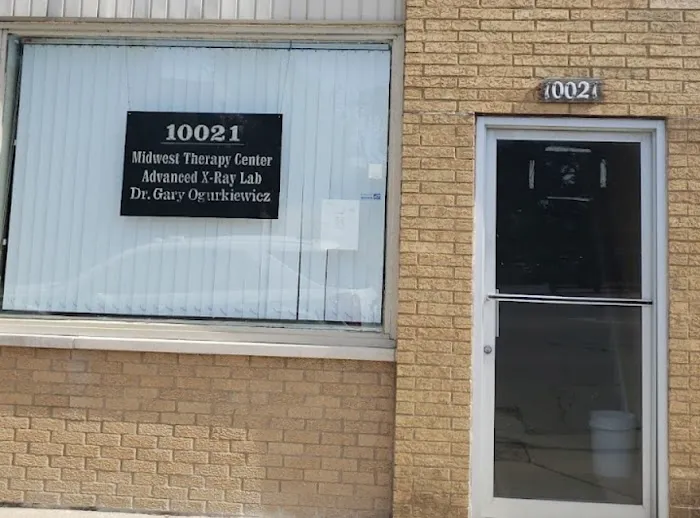 10021
Midwest Therapy Center
Advanced X-Ray Lab
Dr. Gary Ogurkiewicz
10021